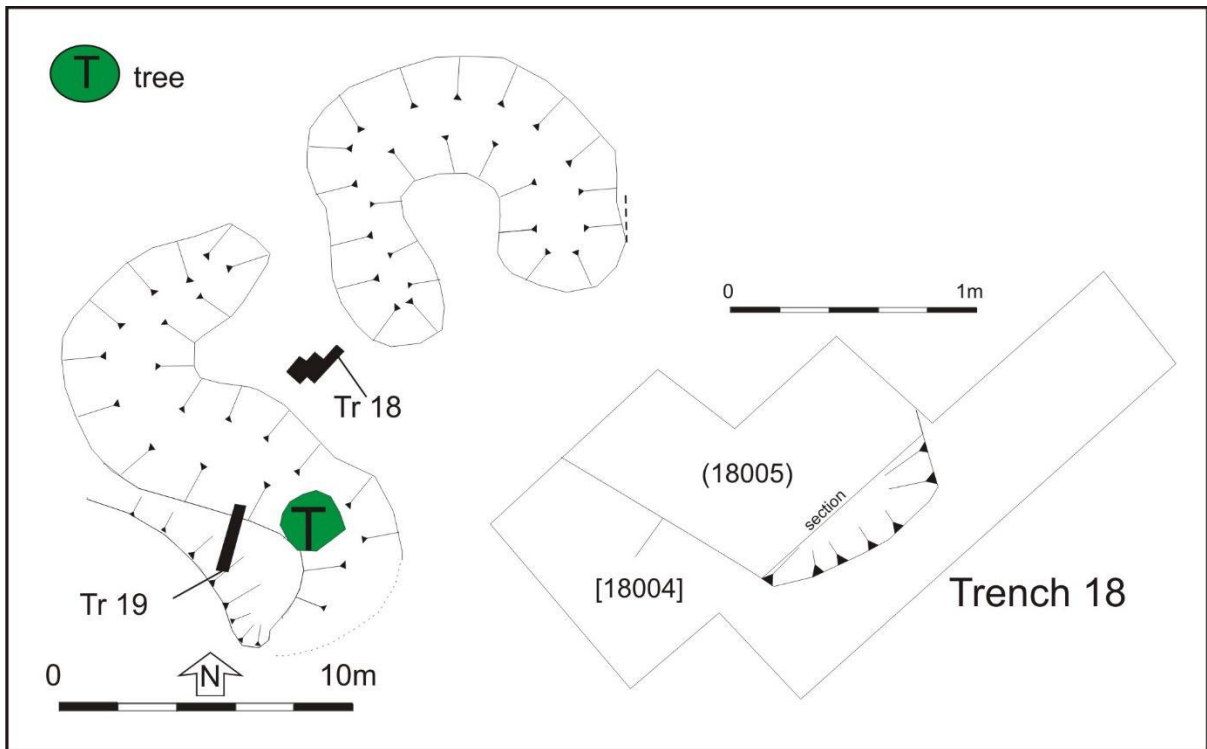 T tree
0 1m
Tr 18
(18005)
section
T
[18004]
Trench 18
Tr 19
N
0 10m